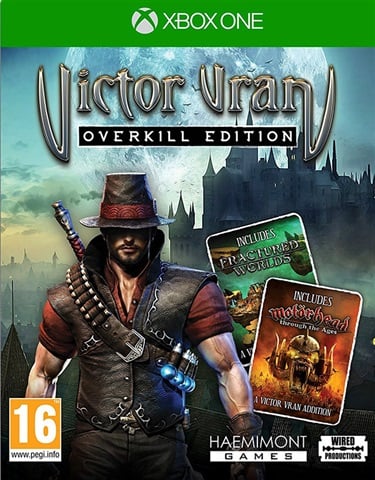 XBOX ONE
Victor Vran
OVERKILL EDITION
INCLUDES
FRACTURED
WORLDS
INCLUDES
motörhead
through the Ages
A VICTOR VRAN ADDITION
16
www.pegi.info
HAEMIMONT
GAMES
WIRED
PRODUCTIONS